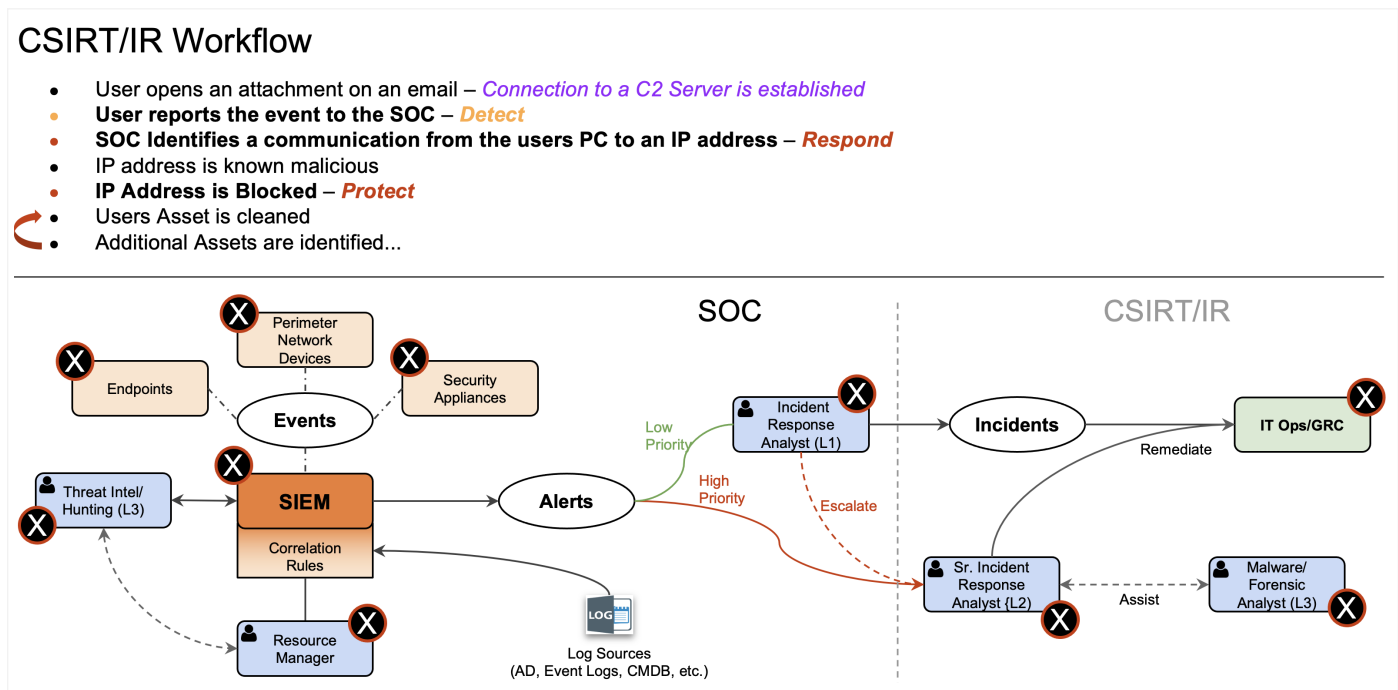 CSIRT/IR Workflow
• User opens an attachment on an email – Connection to a C2 Server is established
• User reports the event to the SOC – Detect
• SOC Identifies a communication from the users PC to an IP address – Respond
• IP address is known malicious
• IP Address is Blocked – Protect
• Users Asset is cleaned
• Additional Assets are identified...
SOC
CSIRT/IR
X
Perimeter
Network
Devices
X
Endpoints
X
Security
Appliances
Events
X
Incident
Response
Analyst (L1)
Low
Priority
Incidents
X
IT Ops/GRC
Remediate
X
SIEM
Threat Intel/
Hunting (L3)
X
Alerts
High
Priority
Escalate
Correlation
Rules
Sr. Incident
Response
Analyst {L2)
X
Assist
Malware/
Forensic
Analyst (L3)
X
LOG
Resource
Manager
X
Log Sources
(AD, Event Logs, CMDB, etc.)